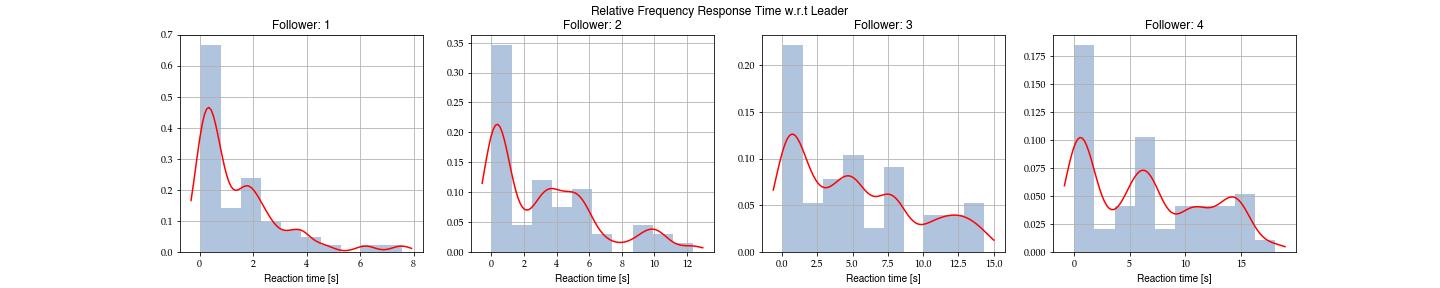 Relative Frequency Response Time w.r.t Leader
Follower: 1
0.7
0.6
0.5
0.4
0.3
0.2
0.1
0.0
0 2 4 6 8
Reaction time [s]
Follower: 2
0.35
0.30
0.25
0.20
0.15
0.10
0.05
0.00
0 2 4 6 8 10 12
Reaction time [s]
Follower: 3
0.20
0.15
0.10
0.05
0.00
0.0 2.5 5.0 7.5 10.0 12.5 15.0
Reaction time [s]
Follower: 4
0.175
0.150
0.125
0.100
0.075
0.050
0.025
0.000
0 5 10 15
Reaction time [s]